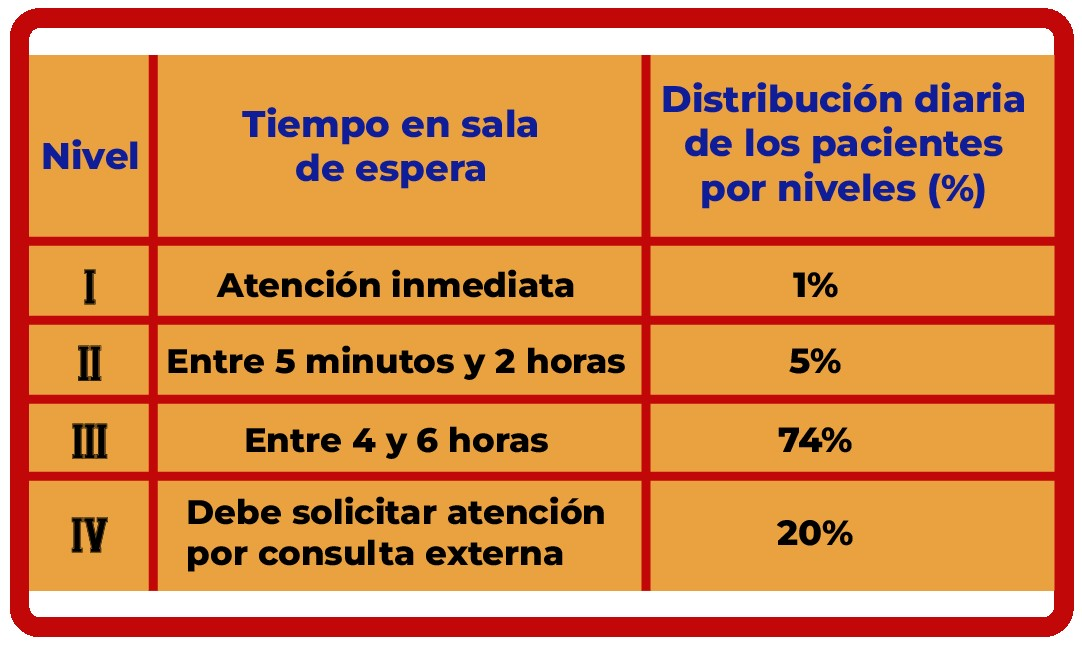 Nivel
Tiempo en sala
de espera
Distribución diaria
de los pacientes
por niveles (%)
I
Atención inmediata
1%
II
Entre 5 minutos y 2 horas
5%
III
Entre 4 y 6 horas
74%
IV
Debe solicitar atención
por consulta externa
20%